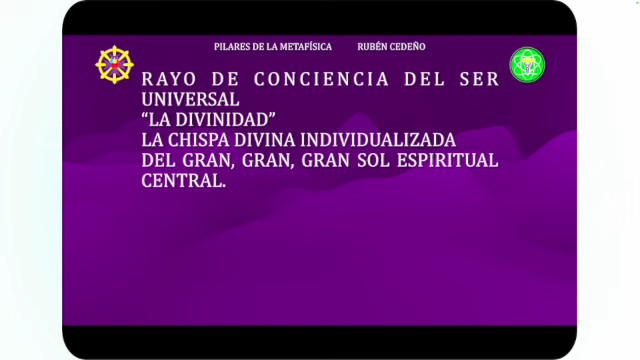 PILARES DE LA METAFÍSICA RUBÉN CEDEÑO
RAYO DE CONCIENCIA DEL SER
UNIVERSAL
“LA DIVINIDAD”
LA CHISPA DIVINA INDIVIDUALIZADA
DEL GRAN, GRAN, GRAN SOL ESPIRITUAL
CENTRAL.